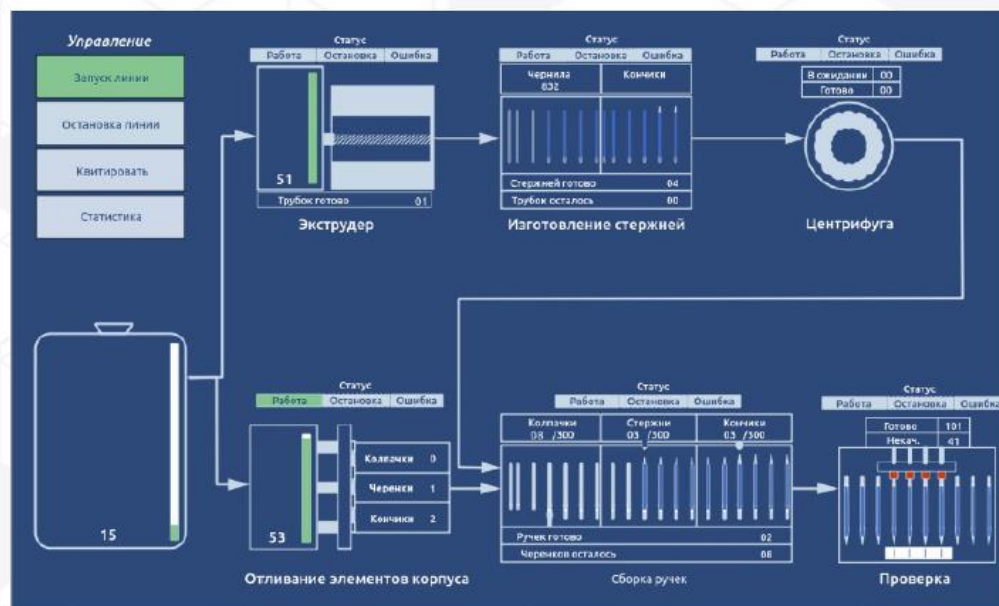 Управление
Запуск линии
Остановка линии
Квитировать
Статистика
Статус
Работа Остановка Ошибка
51
Трубок готово 01
Экструдер
Статус
Работа Остановка Ошибка
Чернила
832
Кончики
Стержней готово 04
Трубок осталось 00
Изготовление стержней
Статус
Работа Остановка Ошибка
В ожидании 00
Готово 00
Центрифуга
15
Статус
Работа Остановка Ошибка
Колпачки 0
Черенки 1
Кончики 2
53
Отливание элементов корпуса
Статус
Работа Остановка Ошибка
Колпачки Стержни Кончики
08 /300 03 /300 03 /300
Ручек готово 02
Черенков осталось 08
Сборка ручек
Статус
Работа Остановка Ошибка
Готово 101
Некач. 41
Проверка